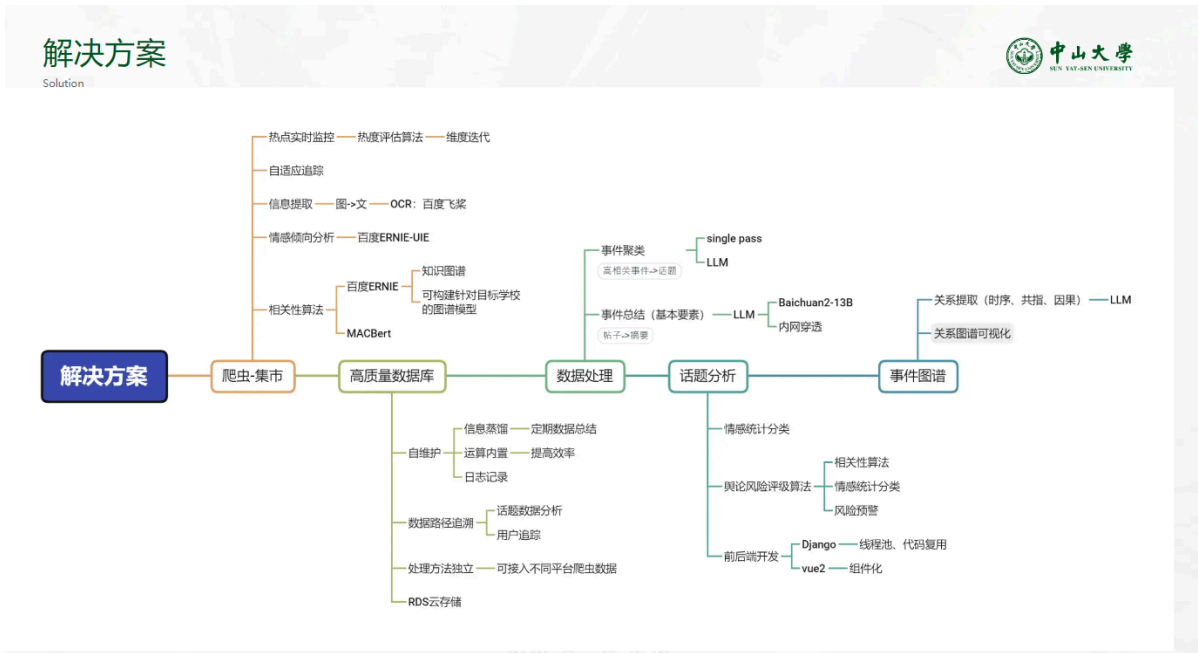 解决方案
Solution
中山大學
SUN YAT-SEN UNIVERSITY
热点实时监控
热度评估算法
维度迭代
自适应追踪
信息提取
图->文
OCR：百度飞桨
情感倾向分析
百度ERNIE-UIE
相关性算法
百度ERNIE
知识图谱
可构建针对目标学校
的图谱模型
MACBert
解决方案
爬虫-集市
高质量数据库
自维护
信息蒸馏
定期数据总结
运算内置
提高效率
日志记录
数据路径追溯
话题数据分析
用户追踪
处理方法独立
可接入不同平台爬虫数据
RDS云存储
数据处理
事件聚类
高相关事件->话题
single pass
LLM
事件总结（基本要素）
帖子->摘要
LLM
Baichuan2-13B
内网穿透
话题分析
情感统计分类
舆论风险评级算法
相关性算法
情感统计分类
风险预警
前后端开发
Django
线程池、代码复用
vue2
组件化
事件图谱
关系提取（时序、共指、因果）
LLM
关系图谱可视化